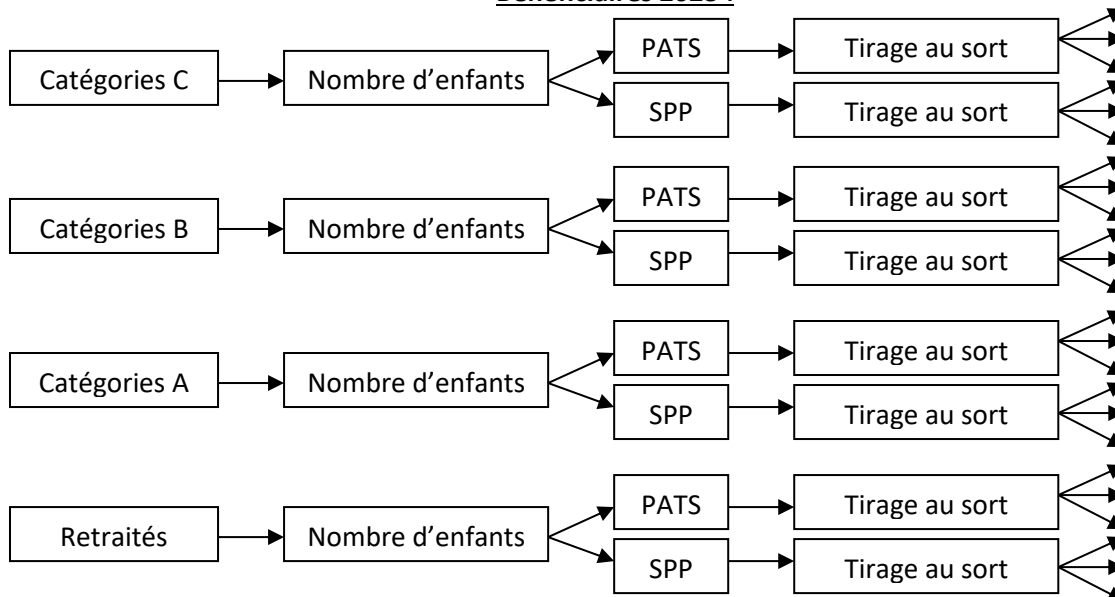 PATS Tirage au sort
Catégories C Nombre d'enfants
SPP Tirage au sort
PATS Tirage au sort
Catégories B Nombre d'enfants
SPP Tirage au sort
PATS Tirage au sort
Catégories A Nombre d'enfants
SPP Tirage au sort
PATS Tirage au sort
Retraités Nombre d'enfants
SPP Tirage au sort